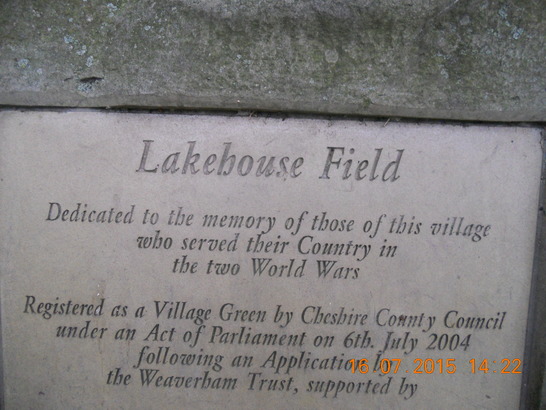 Lakehouse Field
Dedicated to the memory of those of this village
who served their Country in
the two World Wars
Registered as a Village Green by Cheshire County Council
under an Act of Parliament on 6th. July 2004
following an Application by
the Weaverham Trust, supported by
16 07 2015 14:22